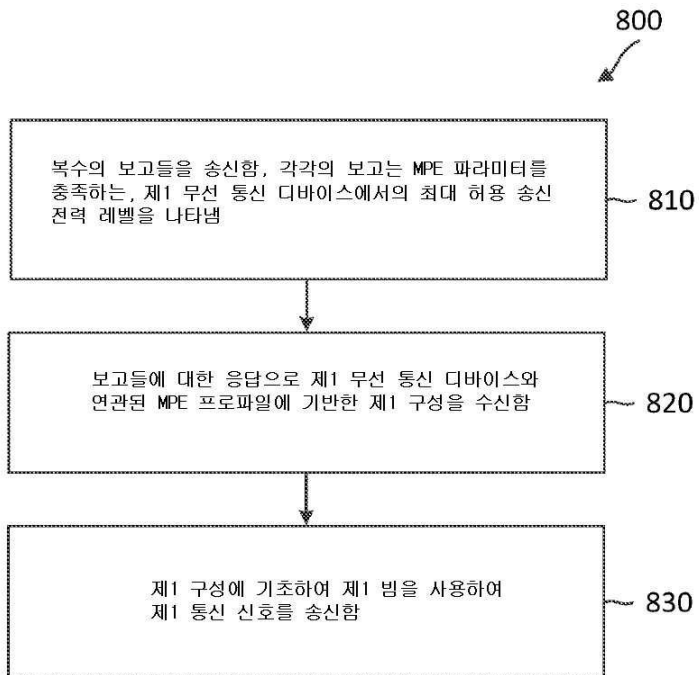 800
복수의 보고들을 송신함, 각각의 보고는 MPE 파라미터를
충족하는, 제1 무선 통신 디바이스에서의 최대 허용 송신
전력 레벨을 나타냄
810
보고들에 대한 응답으로 제1 무선 통신 디바이스와
연관된 MPE 프로파일에 기반한 제1 구성을 수신함
820
제1 구성에 기초하여 제1 빔을 사용하여
제1 통신 신호를 송신함
830